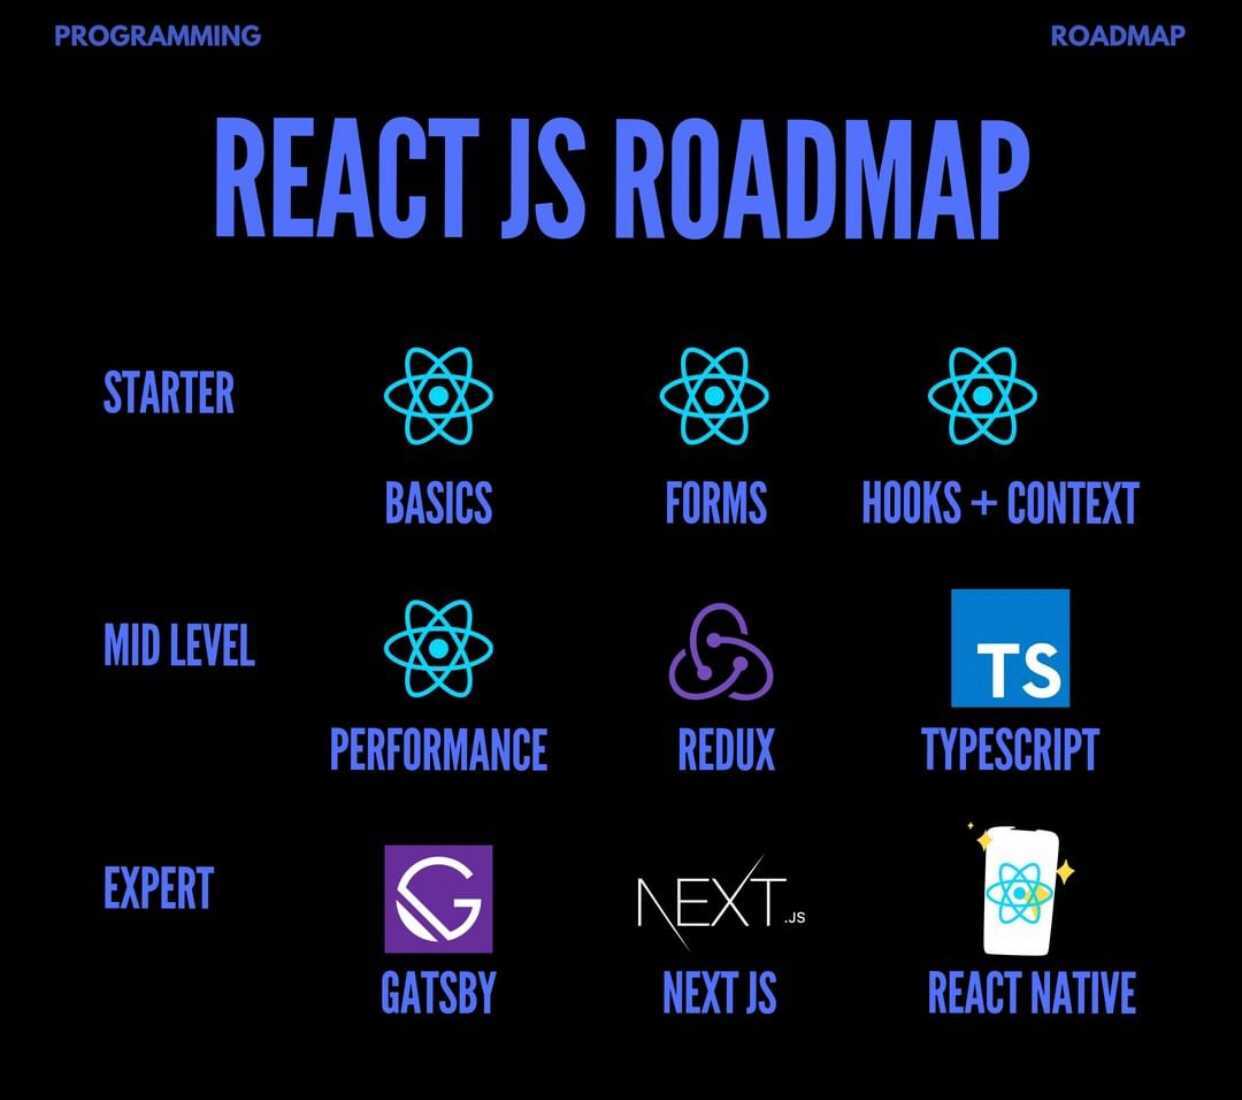 PROGRAMMING
ROADMAP
REACT JS ROADMAP
STARTER
BASICS
FORMS
HOOKS + CONTEXT
MID LEVEL
TS
PERFORMANCE
REDUX
TYPESCRIPT
EXPERT
NEXT.JS
GATSBY
NEXT JS
REACT NATIVE